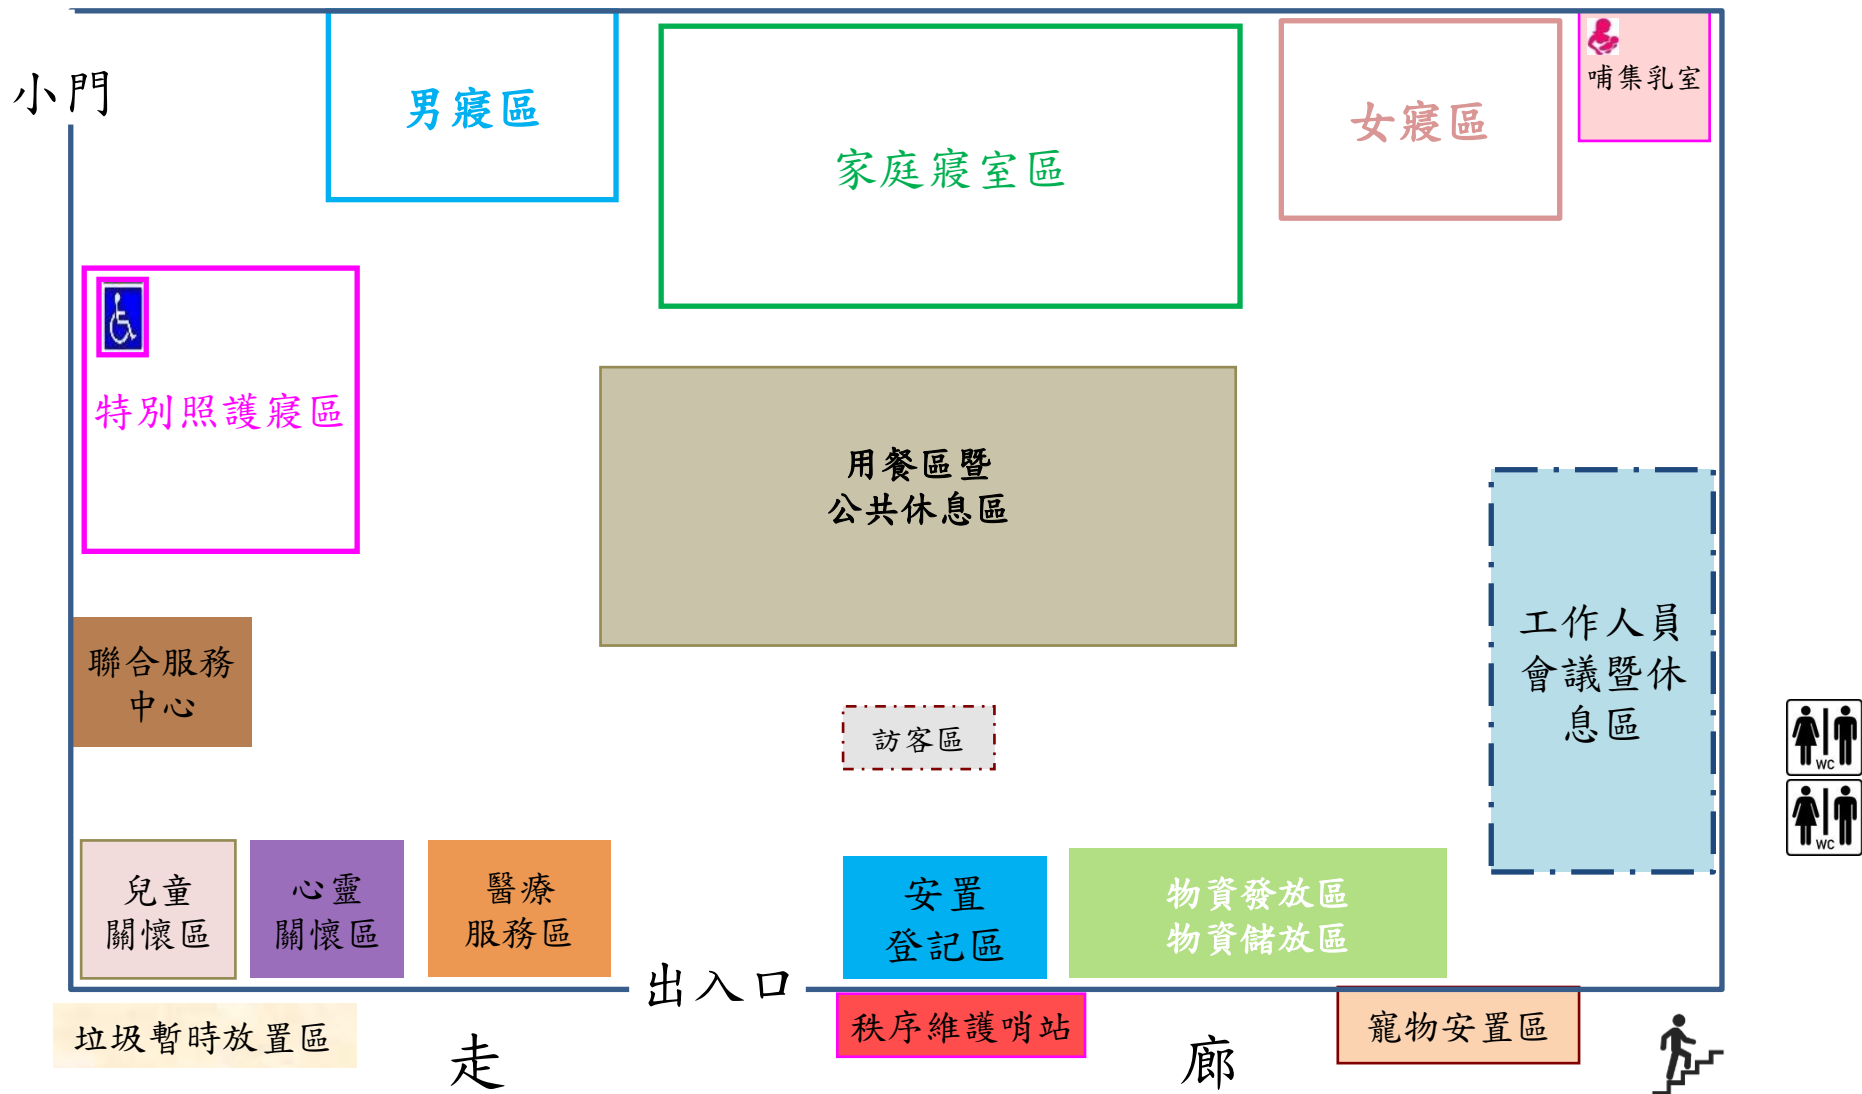 小門
男寢區
家庭寢室區
女寢區
哺集乳室
特別照護寢區
用餐區暨
公共休息區
工作人員
會議暨休
息區
聯合服務
中心
訪客區
WC
WC
兒童
關懷區
心靈
關懷區
醫療
服務區
安置
登記區
物資發放區
物資儲放區
出入口
垃圾暫時放置區
走
秩序維護哨站
廊
寵物安置區